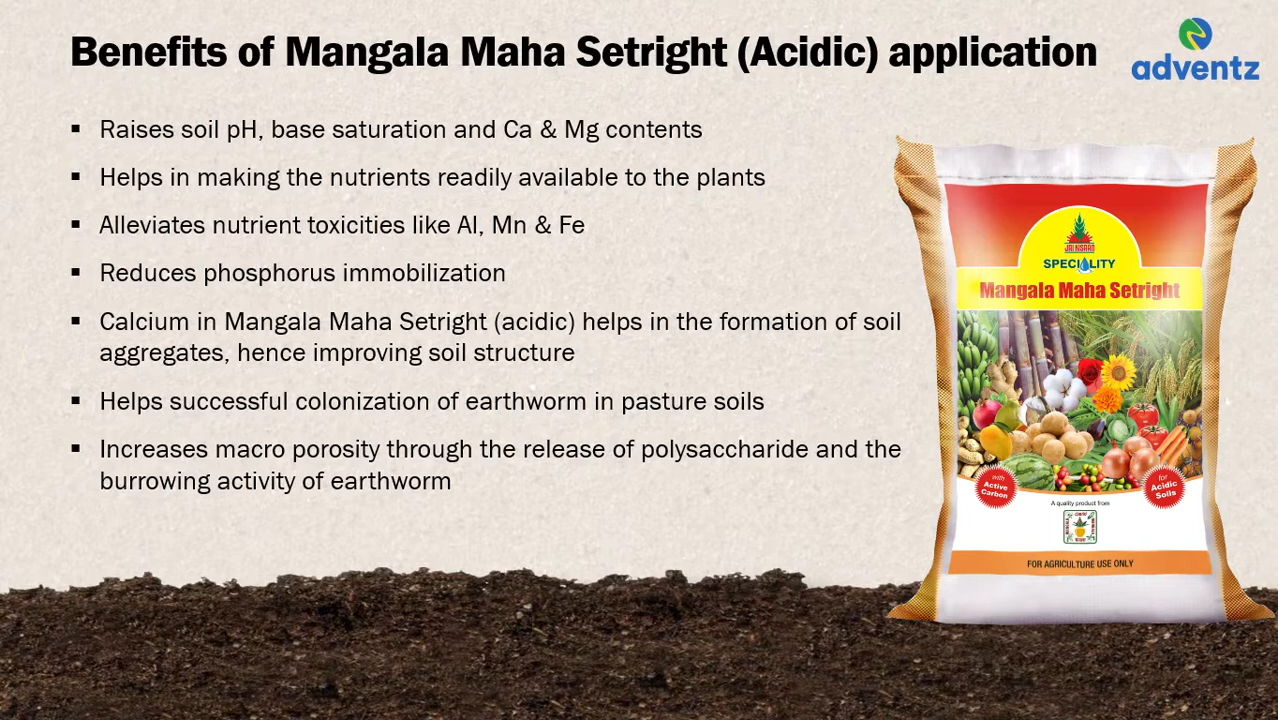 Benefits of Mangala Maha Setright (Acidic) application
adventz
▪ Raises soil pH, base saturation and Ca & Mg contents
▪ Helps in making the nutrients readily available to the plants
▪ Alleviates nutrient toxicities like Al, Mn & Fe
▪ Reduces phosphorus immobilization
▪ Calcium in Mangala Maha Setright (acidic) helps in the formation of soil
aggregates, hence improving soil structure
▪ Helps successful colonization of earthworm in pasture soils
▪ Increases macro porosity through the release of polysaccharide and the
burrowing activity of earthworm
JAI KISAAN
SPECIALITY
Mangala Maha Setright
with
Active
Carbon
for
Acidic
Soils
A quality product from
FOR AGRICULTURE USE ONLY